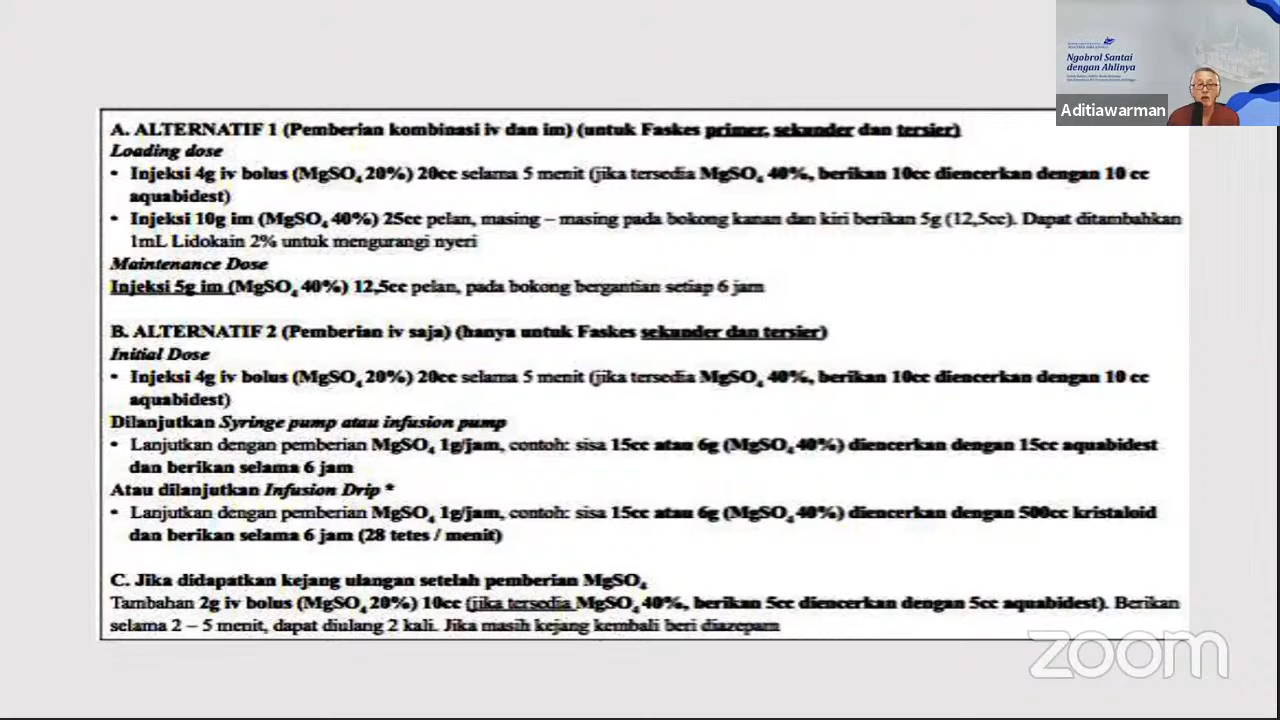 Ngobrol Santai
dengan Ahlinya
Aditiawarman
A. ALTERNATIF 1 (Pemberian kombinasi iv dan im) (untuk Faskes primer, sekunder dan tersier)
Loading dose
• Injeksi 4g iv bolus (MgSO4 20%) 20cc selama 5 menit (jika tersedia MgSO4 40%, berikan 10cc diencerkan dengan 10 cc
aquabidest)
• Injeksi 10g im (MgSO4 40%) 25cc pelan, masing – masing pada bokong kanan dan kiri berikan 5g (12,5cc). Dapat ditambahkan
1mL Lidokain 2% untuk mengurangi nyeri
Maintenance Dose
Injeksi 5g im (MgSO4 40%) 12,5cc pelan, pada bokong bergantian setiap 6 jam
B. ALTERNATIF 2 (Pemberian iv saja) (hanya untuk Faskes sekunder dan tersier)
Initial Dose
• Injeksi 4g iv bolus (MgSO4 20%) 20cc selama 5 menit (jika tersedia MgSO4 40%, berikan 10cc diencerkan dengan 10 cc
aquabidest)
Dilanjutkan Syringe pump atau infusion pump
• Lanjutkan dengan pemberian MgSO4 1g/jam, contoh: sisa 15cc atau 6g (MgSO4 40%) diencerkan dengan 15cc aquabidest
dan berikan selama 6 jam
Atau dilanjutkan Infusion Drip *
• Lanjutkan dengan pemberian MgSO4 1g/jam, contoh: sisa 15cc atau 6g (MgSO4 40%) diencerkan dengan 500cc kristaloid
dan berikan selama 6 jam (28 tetes / menit)
C. Jika didapatkan kejang ulangan setelah pemberian MgSO4
Tambahan 2g iv bolus (MgSO4 20%) 10cc (jika tersedia MgSO4 40%, berikan 5cc diencerkan dengan 5cc aquabidest). Berikan
selama 2 – 5 menit, dapat diulang 2 kali. Jika masih kejang kembali beri diazepam
zoom